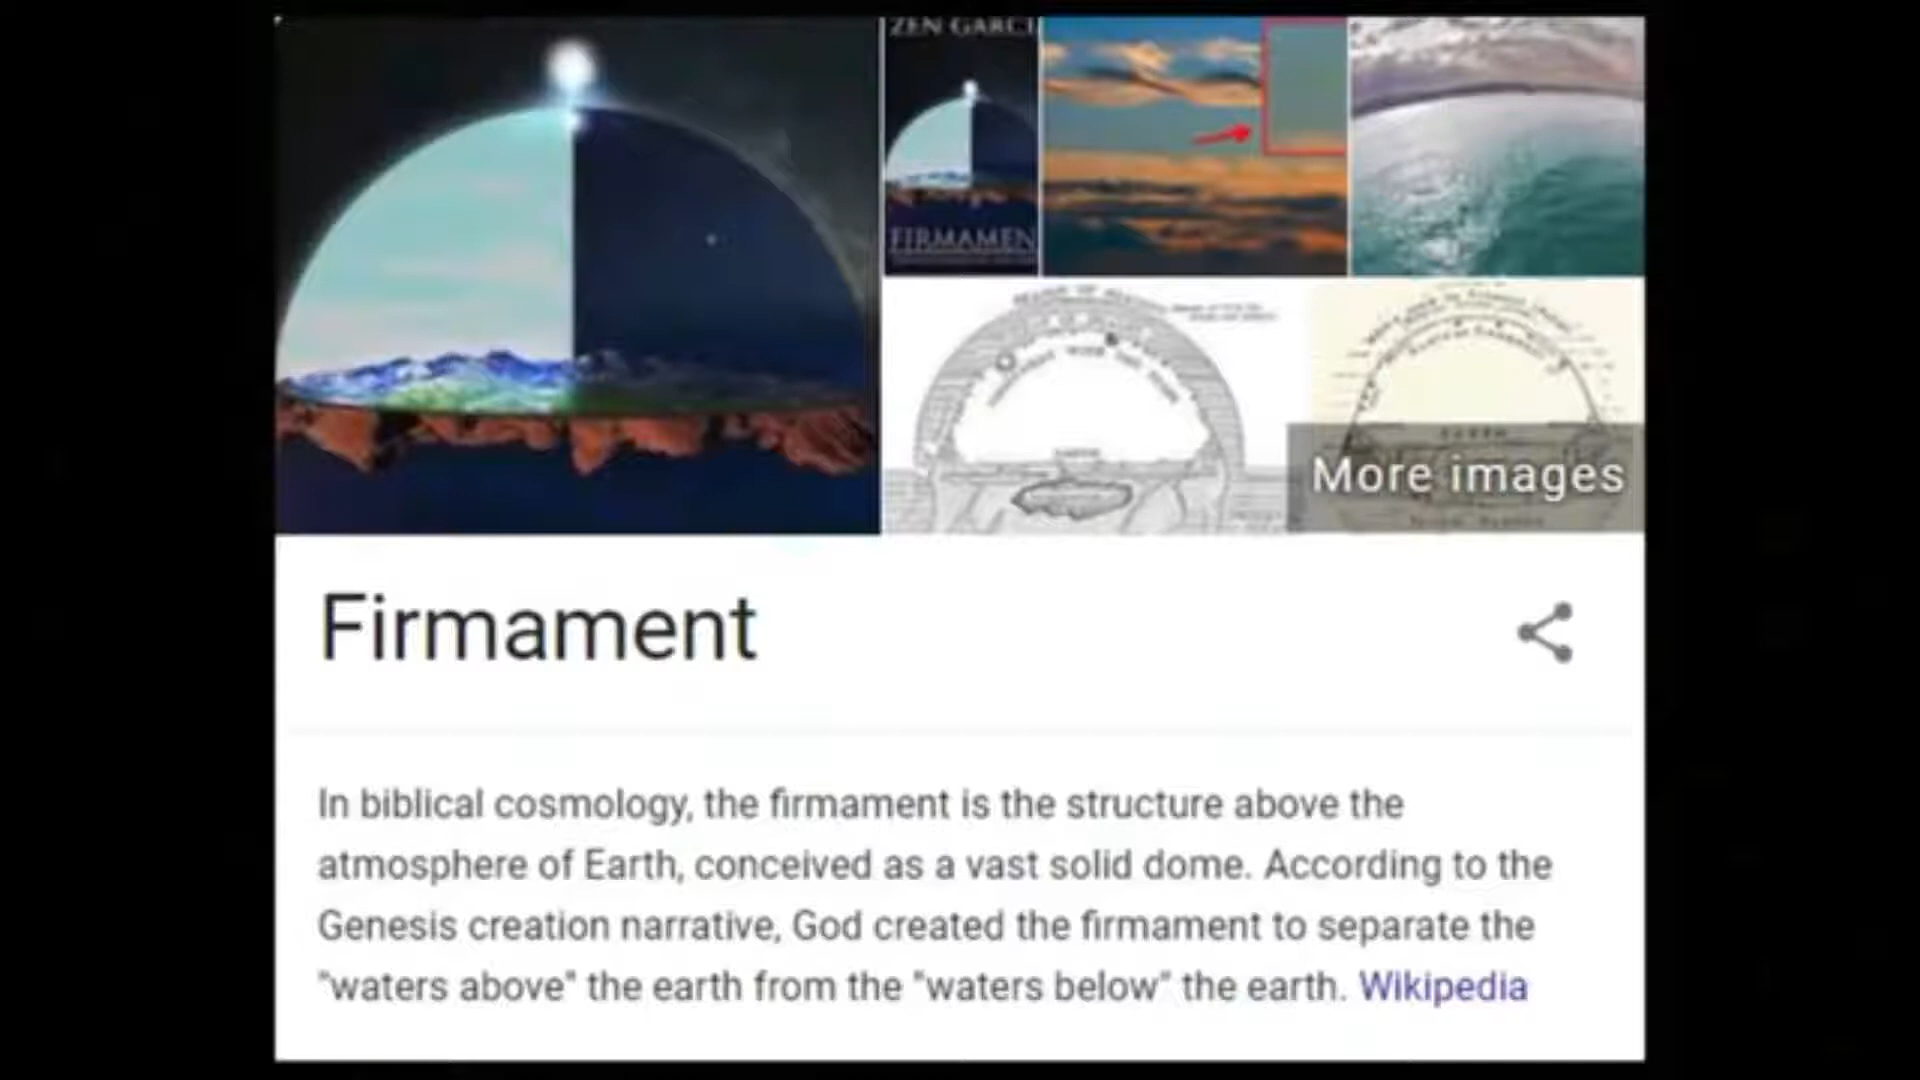 ZEN GARCI
FIRMAMEN
More images
Firmament
In biblical cosmology, the firmament is the structure above the
atmosphere of Earth, conceived as a vast solid dome. According to the
Genesis creation narrative, God created the firmament to separate the
"waters above" the earth from the "waters below" the earth. Wikipedia